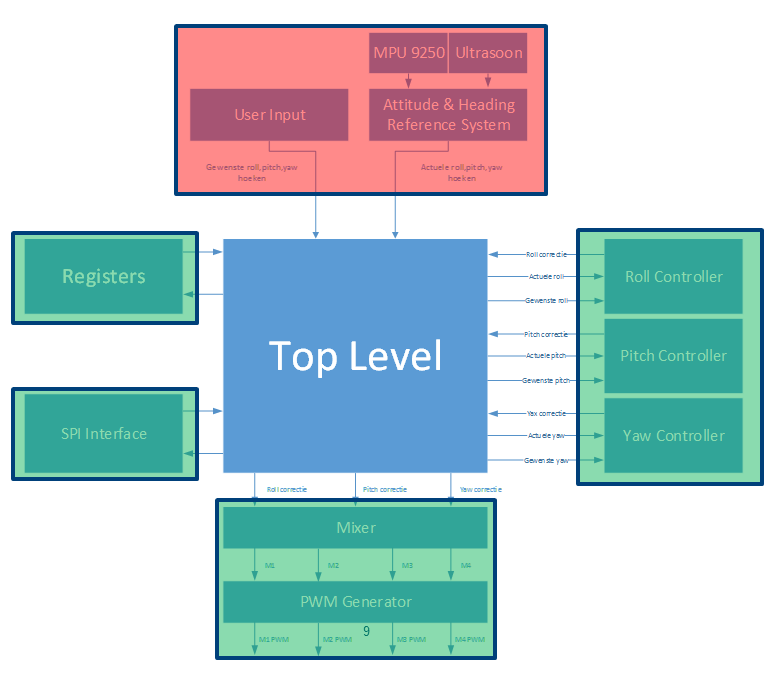 MPU 9250
Ultrasoon
User Input
Attitude & Heading
Reference System
Gewenste roll,pitch,yaw
hoeken
Actuele roll,pitch,yaw
hoeken
Registers
SPI Interface
Top Level
Roll correctie
Actuele roll
Gewenste roll
Roll Controller
Pitch correctie
Actuele pitch
Gewenste pitch
Pitch Controller
Yax correctie
Actuele yaw
Gewenste yaw
Yaw Controller
Roll correctie
Pitch correctie
Yaw correctie
Mixer
M1
M2
M3
M4
PWM Generator
9
M1 PWM
M2 PWM
M3 PWM
M4 PWM